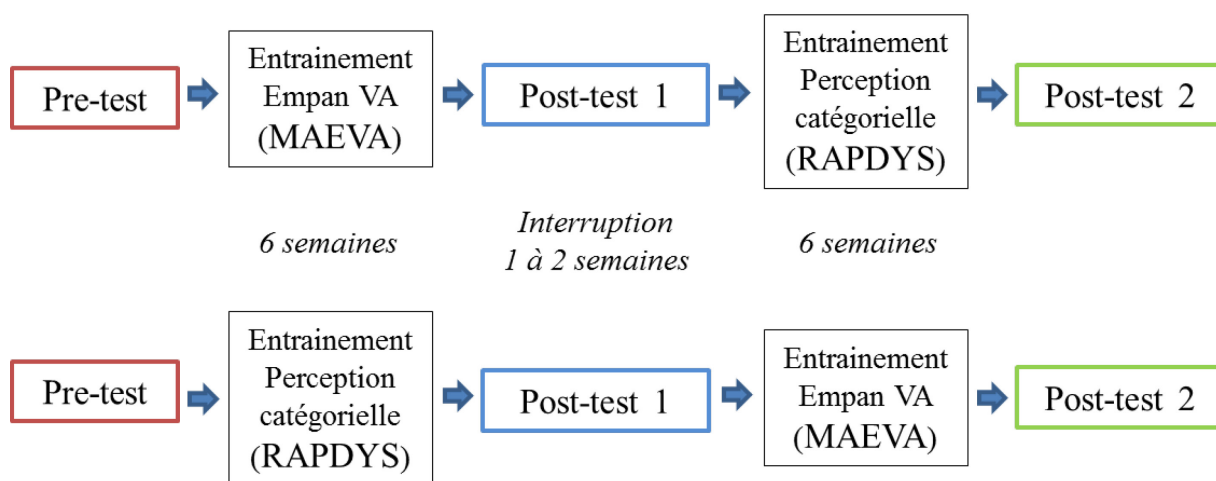 Pre-test
Entrainement
Empan VA
(MAEVA)
Post-test 1
Entrainement
Perception
catégorielle
(RAPDYS)
Post-test 2
6 semaines
Interruption
1 à 2 semaines
6 semaines
Pre-test
Entrainement
Perception
catégorielle
(RAPDYS)
Post-test 1
Entrainement
Empan VA
(MAEVA)
Post-test 2